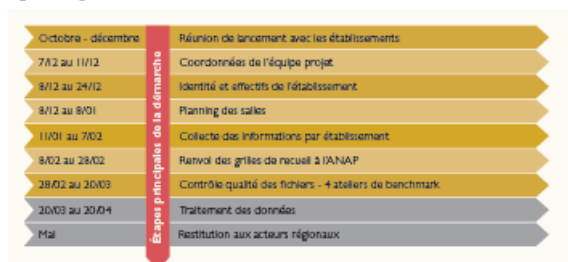 Octobre - décembre Réunion de lancement avec les établissements
7/12 au 11/12 Coordonnées de l'équipe projet
8/12 au 24/12 Identité et effectifs de l'établissement
8/12 au 8/01 Planning des salles
11/01 au 7/02 Collecte des informations par établissement
8/02 au 28/02 Renvoi des grilles de recueil à l'ANAP
28/02 au 20/03 Contrôle qualité des fichiers - 4 ateliers de benchmark
20/03 au 20/04 Traitement des données
Mai Restitution aux acteurs régionaux
Étapes principales de la démarche